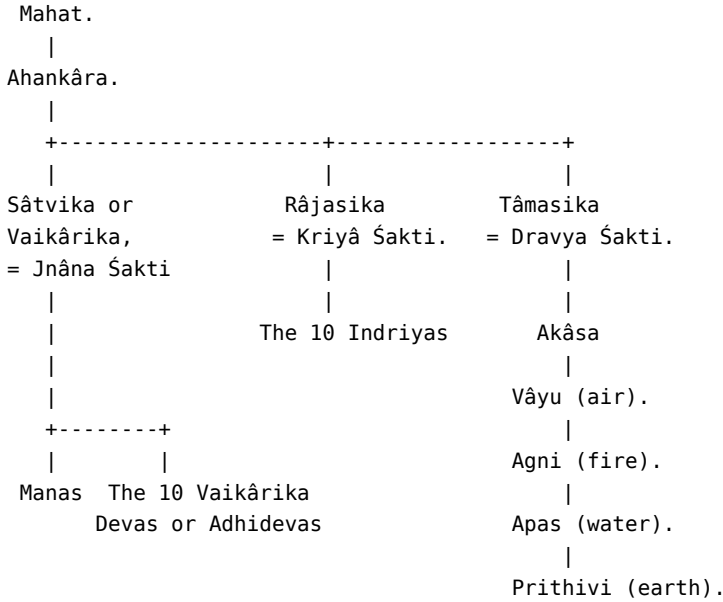 Mahat.
Ahankâra.
Sâtvika or Râjasika Tâmasika
Vaikârika, = Kriyâ Śakti. = Dravya Śakti.
= Jnâna Śakti
The 10 Indriyas Akâsa
Vâyu (air).
Agni (fire).
Manas The 10 Vaikârika
Devas or Adhidevas Apas (water).
Prithivi (earth).